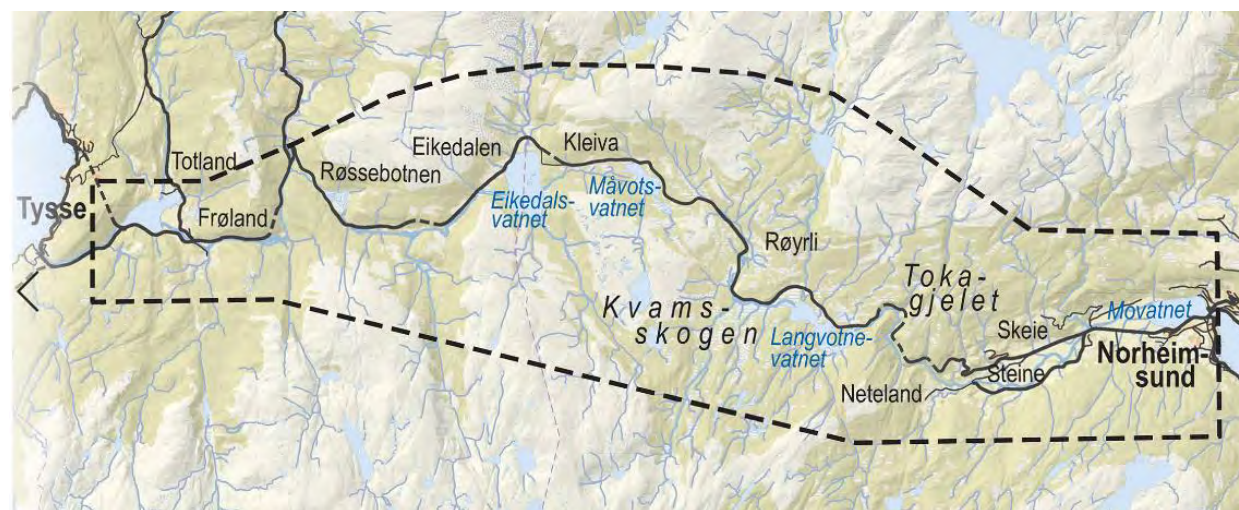 Eikedalen
Kleiva
Totland
Røssebotnen
Måvots-
vatnet
Eikedals-
vatnet
Tysse
Frøland
Røyrli
Toka-
gjelet
Kvams-
skogen
Movatnet
Skeie
Langvotne-
vatnet
Norheim-
sund
Steine
Neteland